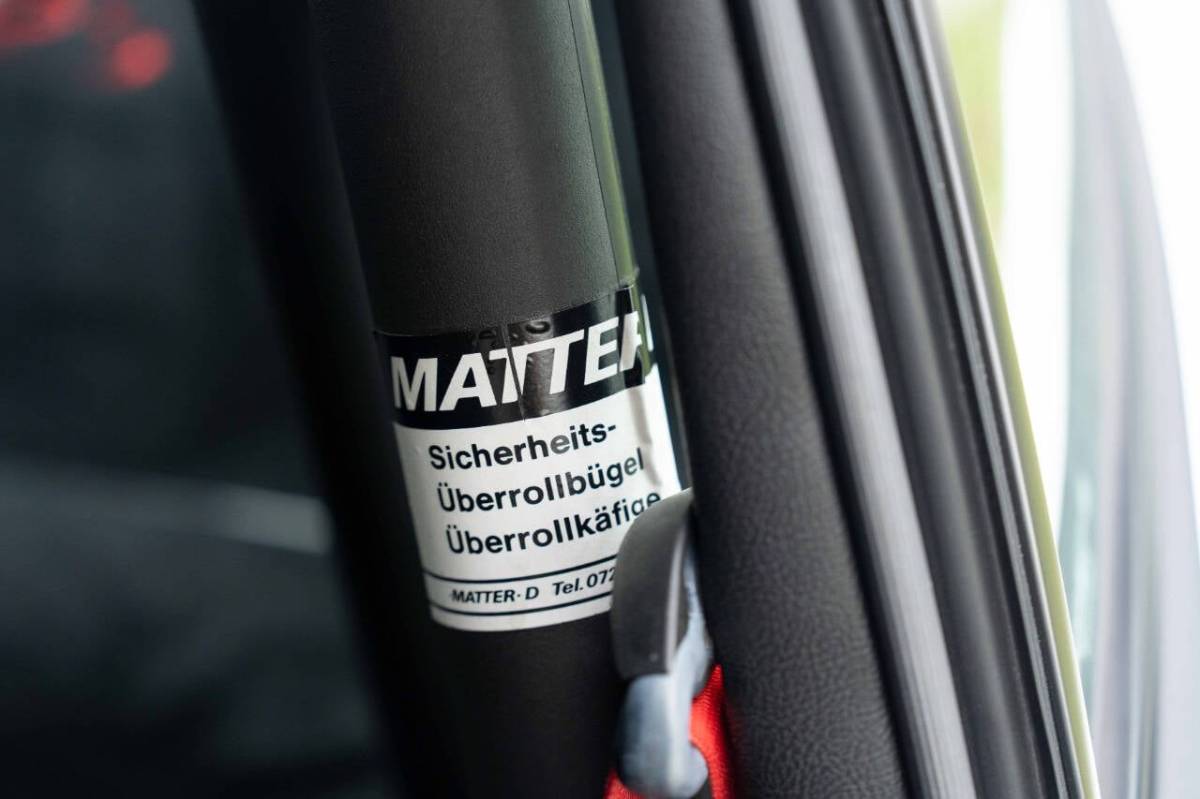 MATTER
Sicherheits-
Überrollbügel
Überrollkäfige
·MATTER· D Tel. 072